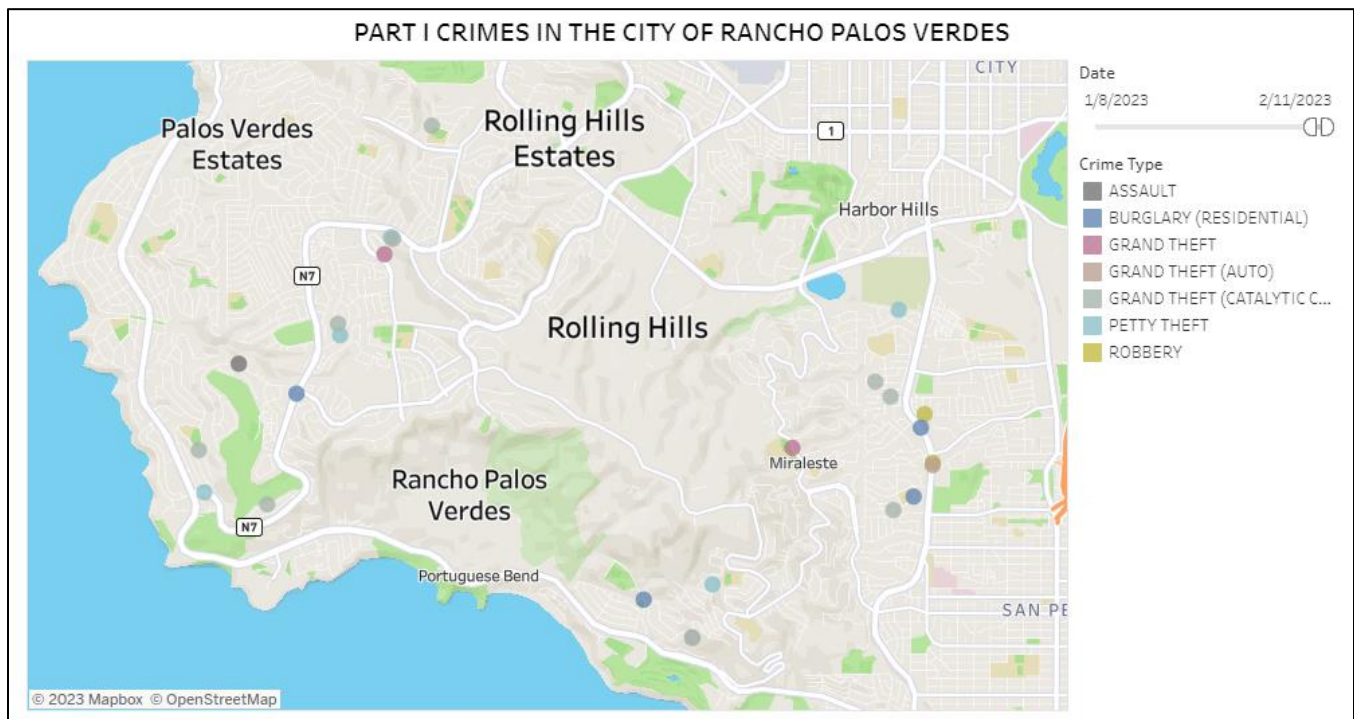 PART I CRIMES IN THE CITY OF RANCHO PALOS VERDES
CITY
Palos Verdes
Estates
Rolling Hills
Estates
1
Harbor Hills
N7
Rolling Hills
Miraleste
Rancho Palos
Verdes
N7
Portuguese Bend
SAN PE
© 2023 Mapbox © OpenStreetMap
Date
1/8/2023 2/11/2023
Crime Type
ASSAULT
BURGLARY (RESIDENTIAL)
GRAND THEFT
GRAND THEFT (AUTO)
GRAND THEFT (CATALYTIC C...
PETTY THEFT
ROBBERY